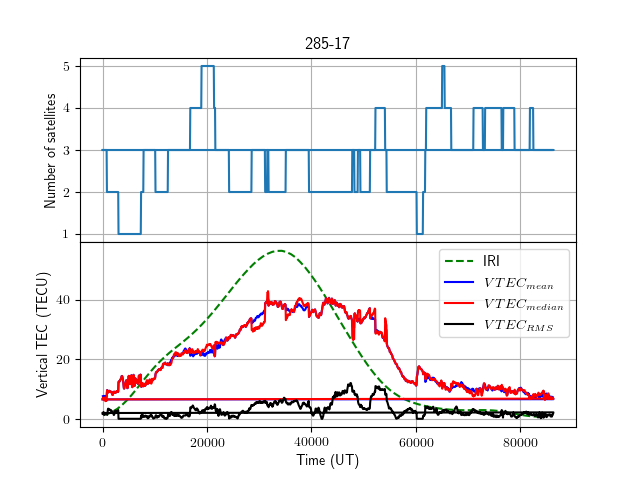 285-17
Number of satellites
5
4
3
2
1
Vertical TEC (TECU)
40
20
0
IRI
VTEC_mean
VTEC_median
VTEC_RMS
0 20000 40000 60000 80000
Time (UT)